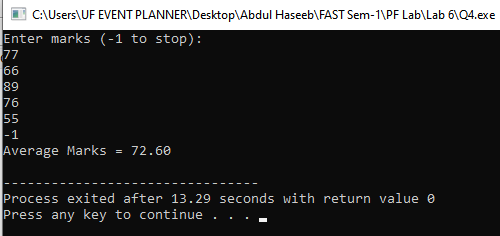 C:\Users\UF EVENT PLANNER\Desktop\Abdul Haseeb\FAST Sem-1\PF Lab\Lab 6\Q4.exe
Enter marks (-1 to stop):
77
66
89
76
55
-1
Average Marks = 72.60
--------------------------------
Process exited after 13.29 seconds with return value 0
Press any key to continue . . .